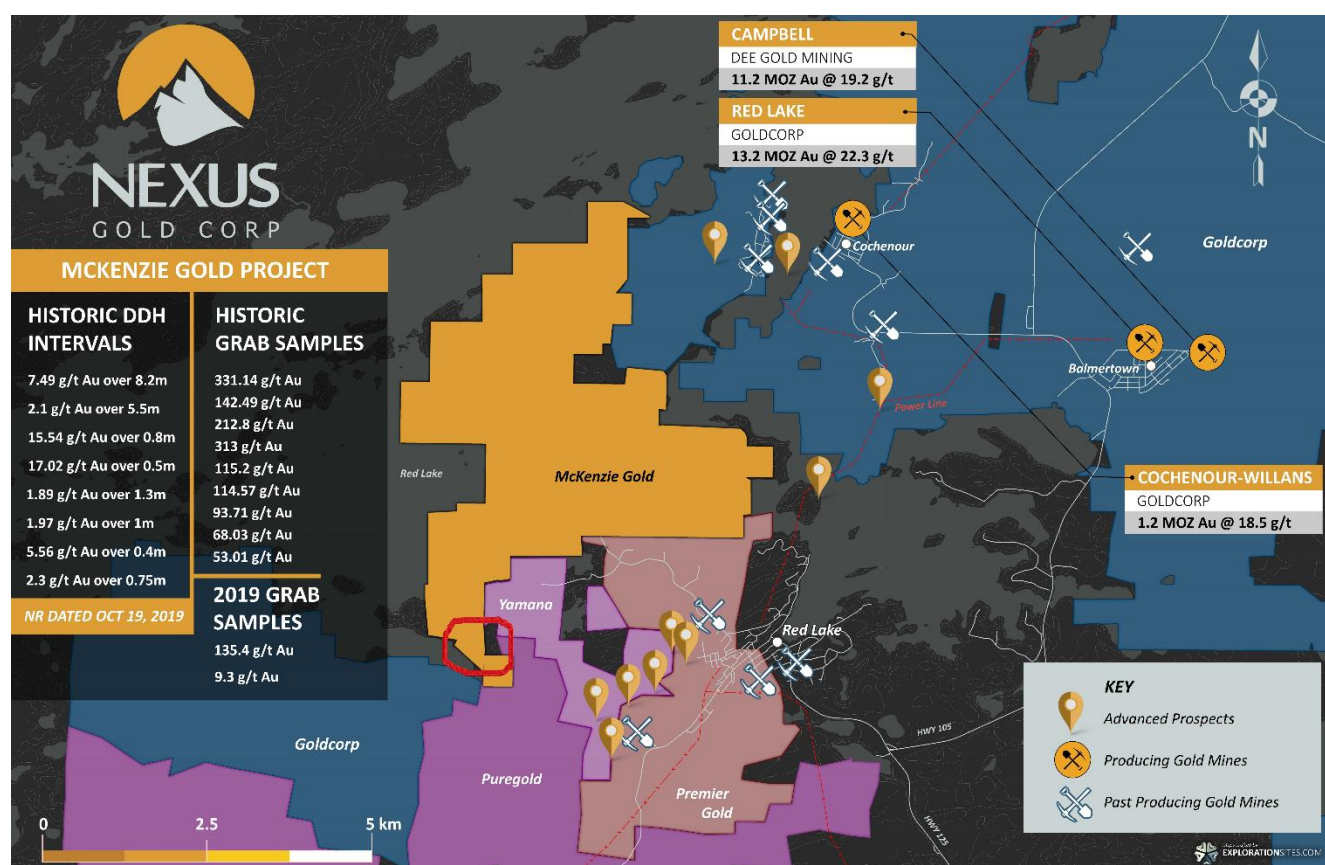 NEXUS
GOLD CORP
MCKENZIE GOLD PROJECT
HISTORIC DDH
INTERVALS
7.49 g/t Au over 8.2m
2.1 g/t Au over 5.5m
15.54 g/t Au over 0.8m
17.02 g/t Au over 0.5m
1.89 g/t Au over 1.3m
1.97 g/t Au over 1m
5.56 g/t Au over 0.4m
2.3 g/t Au over 0.75m
NR DATED OCT 19, 2019
HISTORIC
GRAB SAMPLES
331.14 g/t Au
142.49 g/t Au
212.8 g/t Au
313 g/t Au
115.2 g/t Au
114.57 g/t Au
93.71 g/t Au
68.03 g/t Au
53.01 g/t Au
2019 GRAB
SAMPLES
135.4 g/t Au
9.3 g/t Au
CAMPBELL
DEE GOLD MINING
11.2 MOZ Au @ 19.2 g/t
RED LAKE
GOLDCORP
13.2 MOZ Au @ 22.3 g/t
N
Goldcorp
Cochenour
Balmertown
Power Line
Red Lake
McKenzie Gold
COCHENOUR-WILLANS
GOLDCORP
1.2 MOZ Au @ 18.5 g/t
Yamana
Red Lake
Goldcorp
Puregold
Premier
Gold
HWY 105
HWY 125
KEY
Advanced Prospects
Producing Gold Mines
Past Producing Gold Mines
0 2.5 5 km
EXPLORATIONSITES.COM